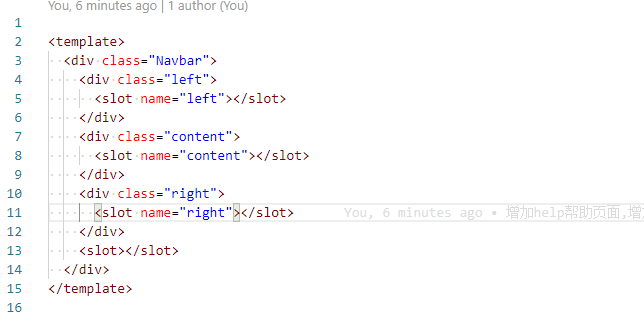 You, 6 minutes ago | 1 author (You)
1
2 <template>
3 <div class="Navbar">
4 <div class="left">
5 <slot name="left"></slot>
6 </div>
7 <div class="content">
8 <slot name="content"></slot>
9 </div>
10 <div class="right">
11 <slot name="right"></slot> You, 6 minutes ago • 增加help帮助页面,增
12 </div>
13 <slot></slot>
14 </div>
15 </template>
16